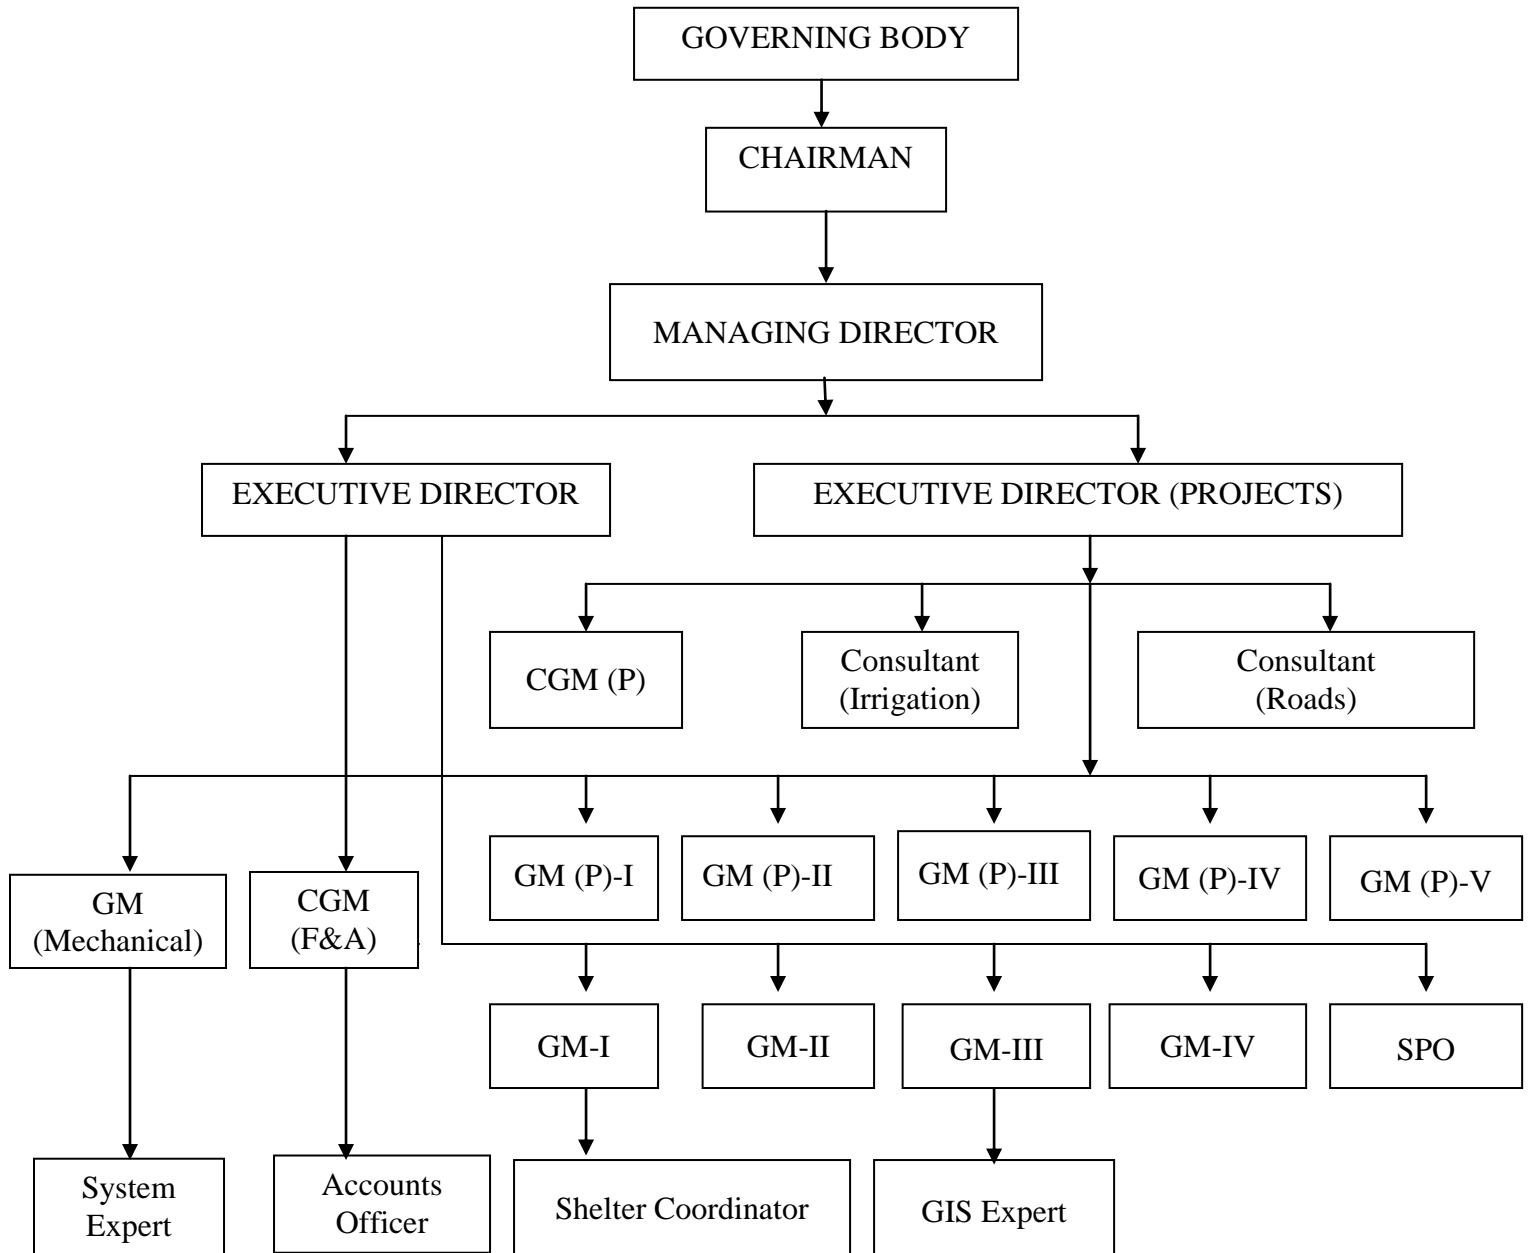 GOVERNING BODY
CHAIRMAN
MANAGING DIRECTOR
EXECUTIVE DIRECTOR
EXECUTIVE DIRECTOR (PROJECTS)
CGM (P)
Consultant
(Irrigation)
Consultant
(Roads)
GM (P)-I
GM (P)-II
GM (P)-III
GM (P)-IV
GM (P)-V
GM
(Mechanical)
CGM
(F&A)
GM-I
GM-II
GM-III
GM-IV
SPO
System
Expert
Accounts
Officer
Shelter Coordinator
GIS Expert